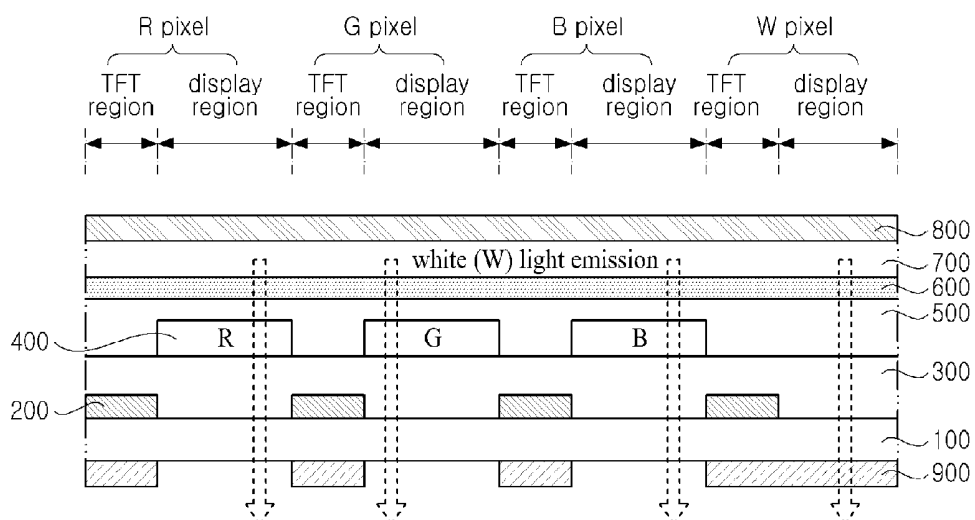 R pixel G pixel B pixel W pixel
TFT region display region TFT region display region TFT region display region TFT region display region
800
white (W) light emission 700
600
500
400 R G B
300
200
100
900